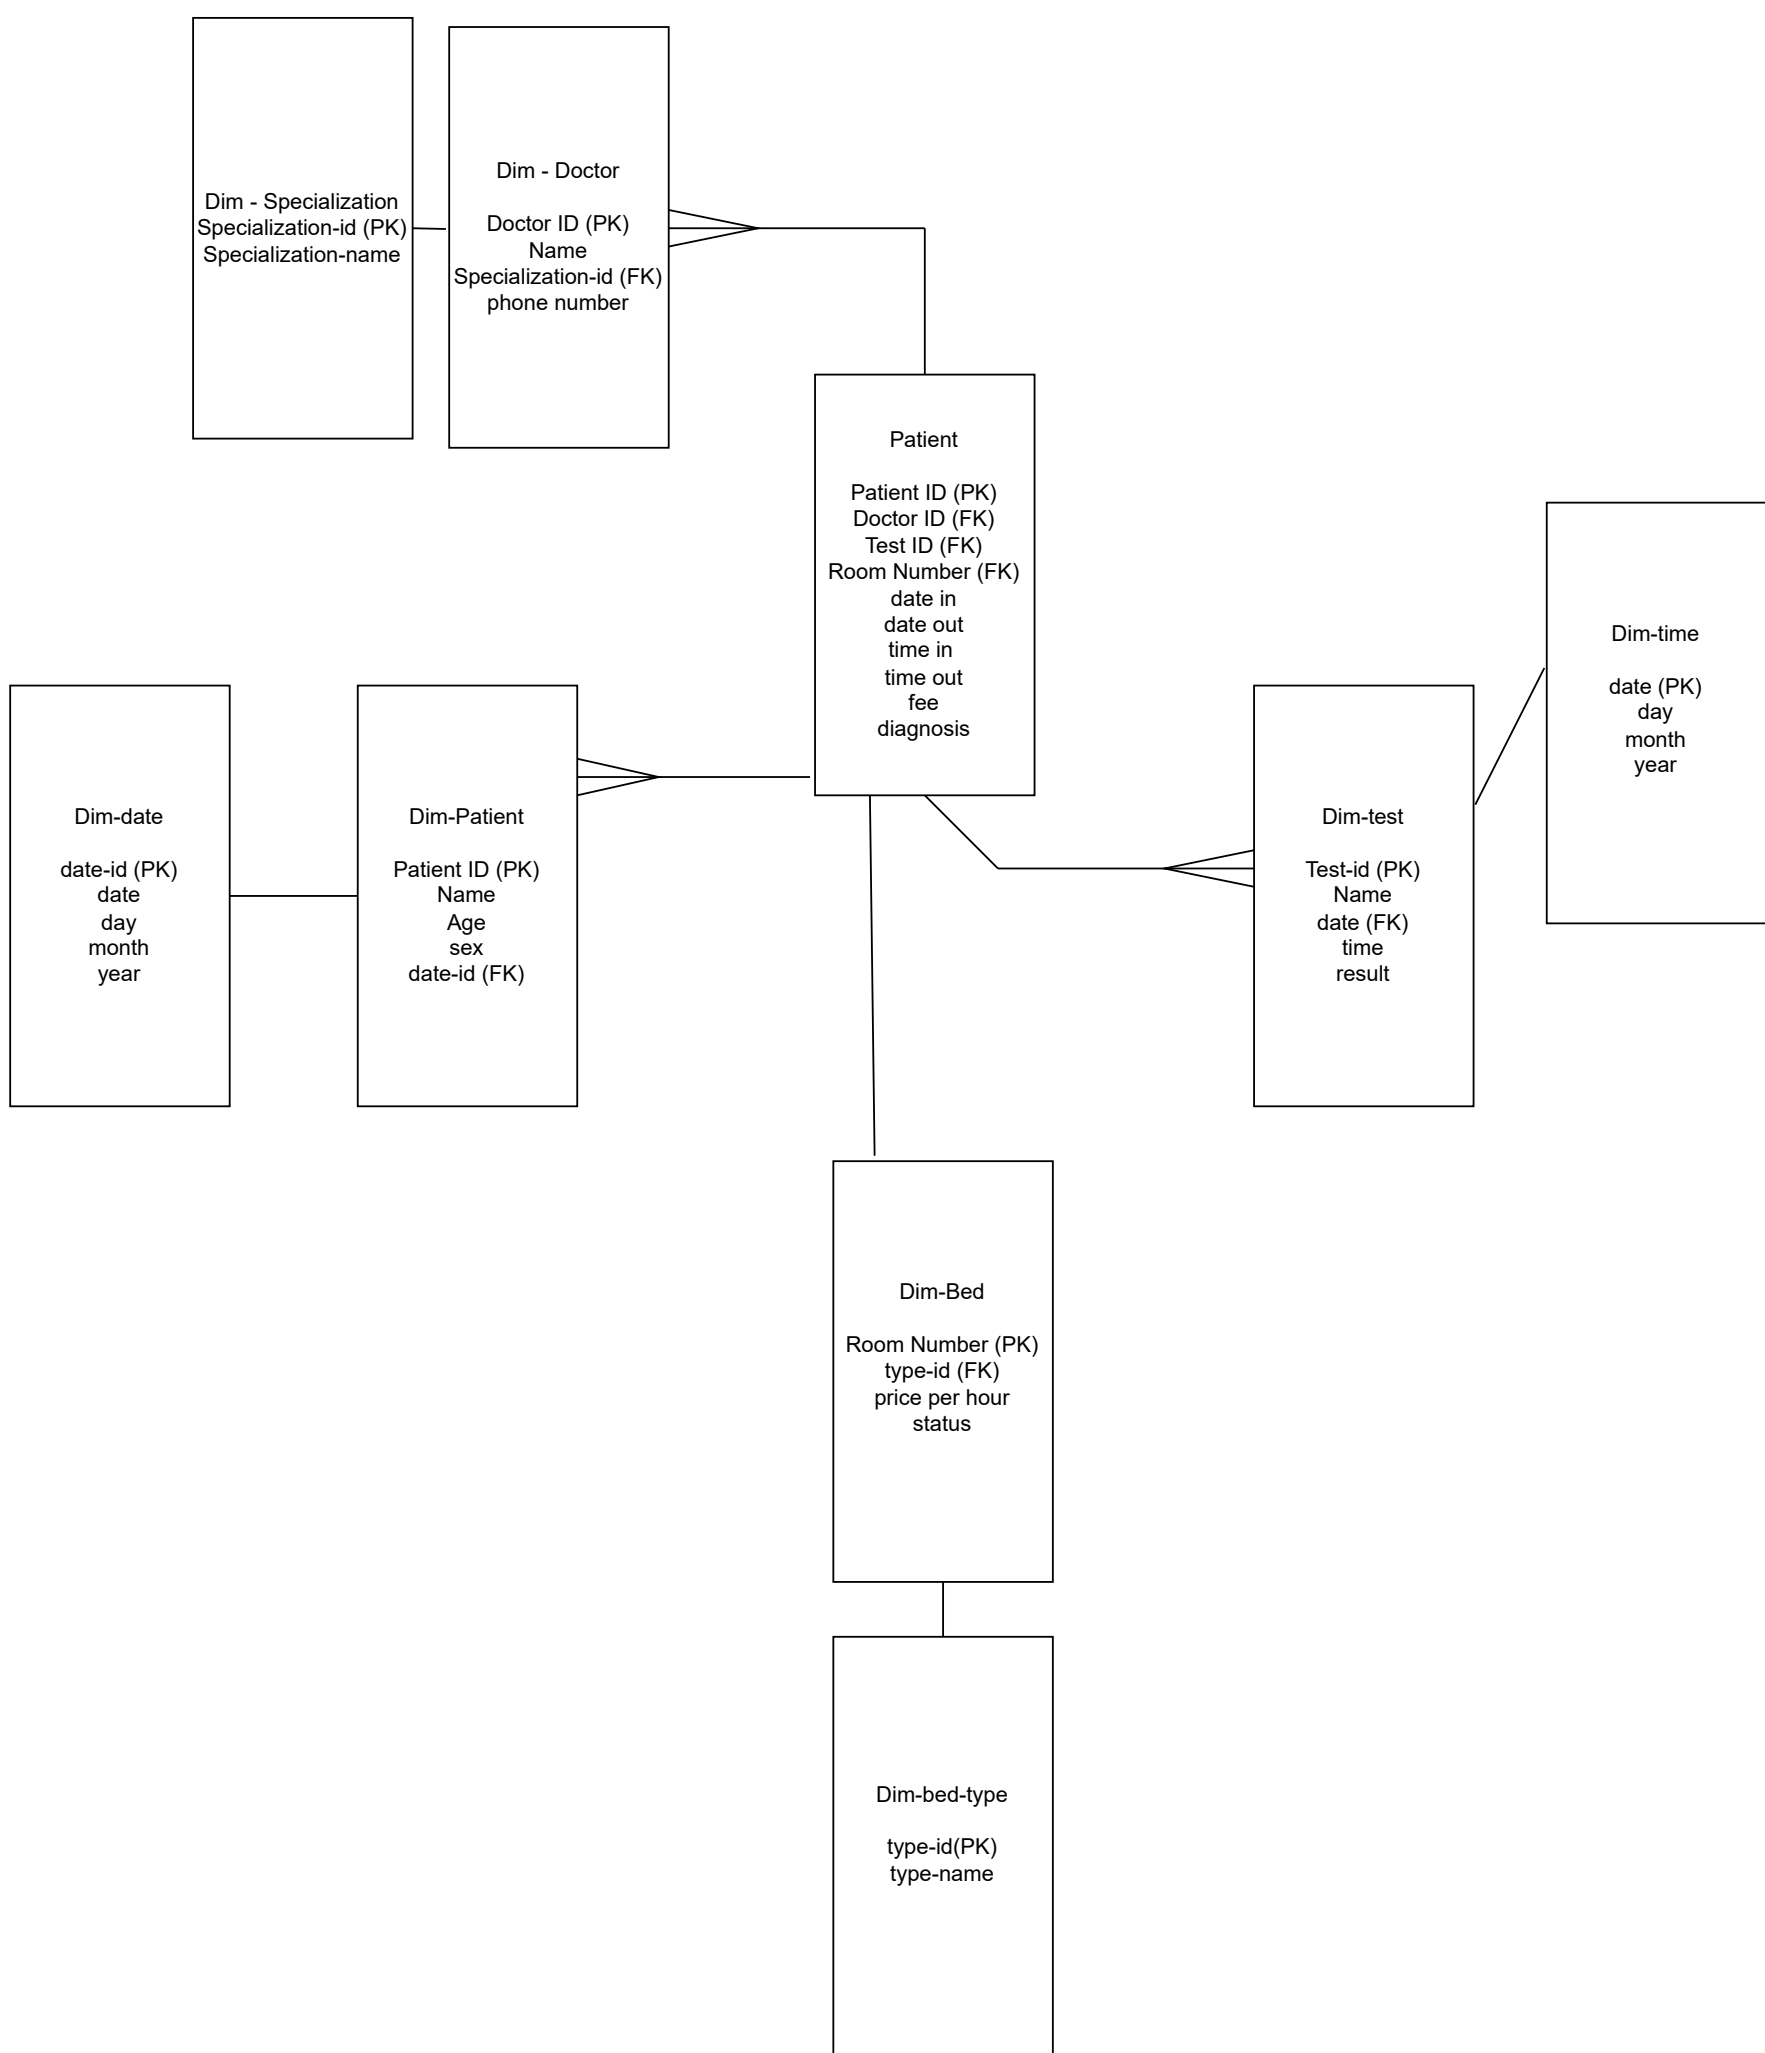 Dim - Specialization
Specialization-id (PK)
Specialization-name
Dim - Doctor
Doctor ID (PK)
Name
Specialization-id (FK)
phone number
Patient
Patient ID (PK)
Doctor ID (FK)
Test ID (FK)
Room Number (FK)
date in
date out
time in
time out
fee
diagnosis
Dim-time
date (PK)
day
month
year
Dim-date
date-id (PK)
date
day
month
year
Dim-Patient
Patient ID (PK)
Name
Age
sex
date-id (FK)
Dim-test
Test-id (PK)
Name
date (FK)
time
result
Dim-Bed
Room Number (PK)
type-id (FK)
price per hour
status
Dim-bed-type
type-id(PK)
type-name